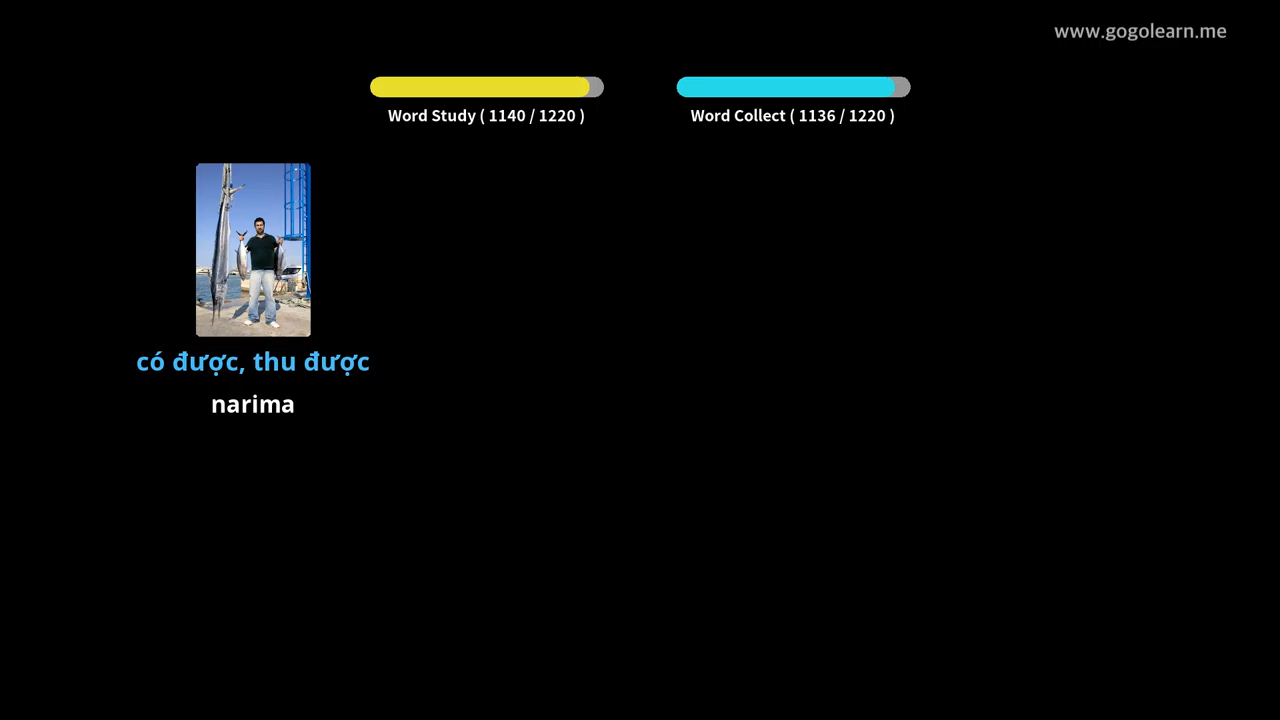 www.gogolearn.me
Word Study ( 1140 / 1220 )
Word Collect ( 1136 / 1220 )
có được, thu được
narima